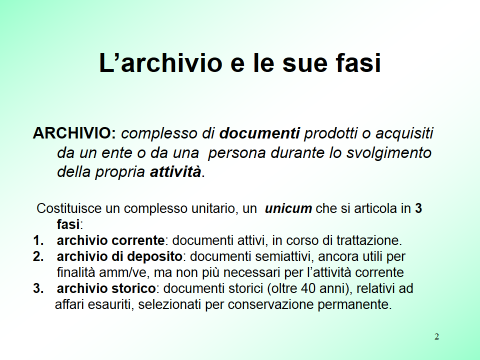 L'archivio e le sue fasi
ARCHIVIO: complesso di documenti prodotti o acquisiti
da un ente o da una persona durante lo svolgimento
della propria attività.
Costituisce un complesso unitario, un unicum che si articola in 3
fasi:
1. archivio corrente: documenti attivi, in corso di trattazione.
2. archivio di deposito: documenti semiattivi, ancora utili per
finalità amm/ve, ma non più necessari per l'attività corrente
3. archivio storico: documenti storici (oltre 40 anni), relativi ad
affari esauriti, selezionati per conservazione permanente.
2